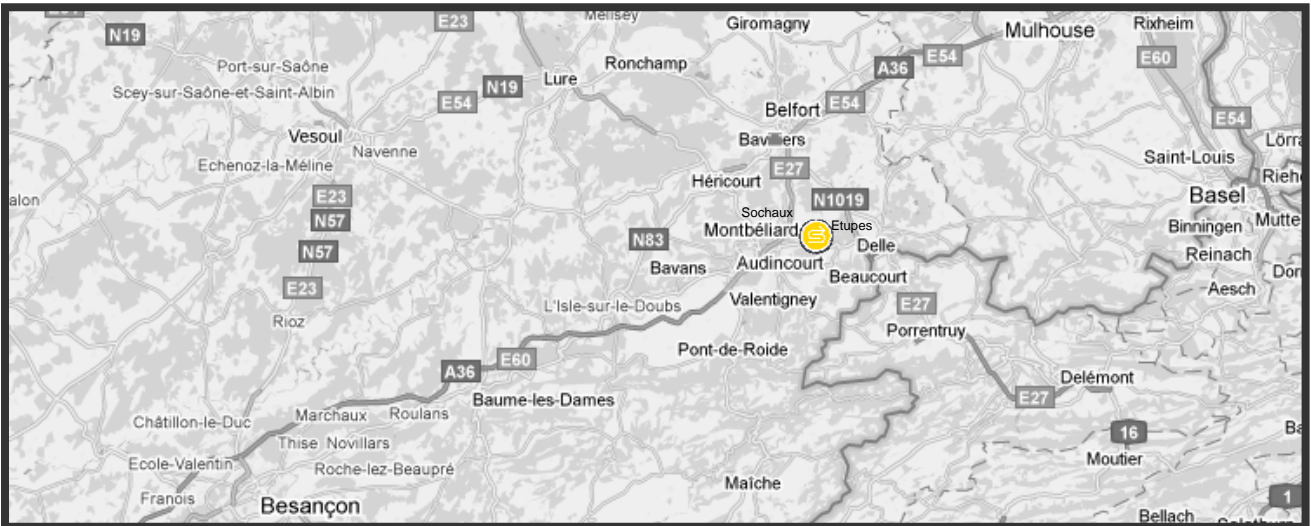 E23
Melisey
Giromagny
Mulhouse
Rixheim
N19
Port-sur-Saône
Lure
Ronchamp
A36
E54
E60
Scey-sur-Saône-et-Saint-Albin
E54
N19
Belfort
E54
E54
Vesoul
Navenne
Bav ers
Saint-Louis
Lörra
Echenoz-la-Méline
E27
Héricourt
Riehe
alon
E23
N1019
Basel
N57
Sochaux
Etupes
Binningen
Mutte
N83
Montbéliard
N57
Delle
Reinach
Bavans
Audincourt
Beaucourt
Don
E23
Aesch
L'Isle-sur-le-Doubs
Valentigney
E27
Rioz
Porrentruy
Pont-de-Roide
E60
A36
Delémont
Baume-les-Dames
E27
Châtillon-le-Duc
Marchaux
Roulans
16
Ba
Thise
Novillars
Moutier
Ecole-Valentin
Roche-lez-Beaupré
Maîche
Franois
1
Besançon
Bellach